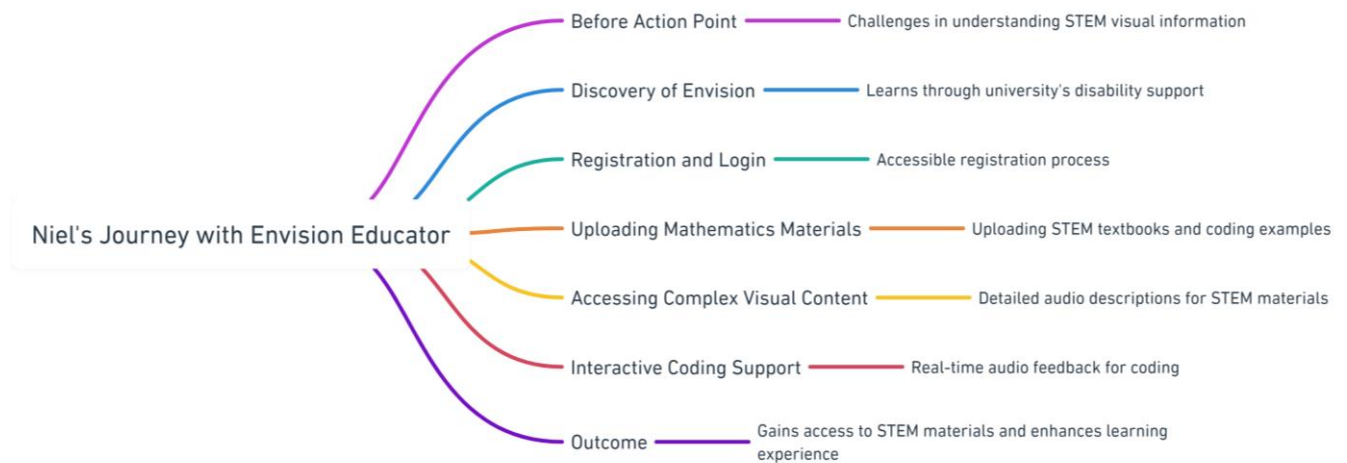 Before Action Point
Challenges in understanding STEM visual information
Discovery of Envision
Learns through university's disability support
Registration and Login
Accessible registration process
Niel's Journey with Envision Educator
Uploading Mathematics Materials
Uploading STEM textbooks and coding examples
Accessing Complex Visual Content
Detailed audio descriptions for STEM materials
Interactive Coding Support
Real-time audio feedback for coding
Outcome
Gains access to STEM materials and enhances learning
experience